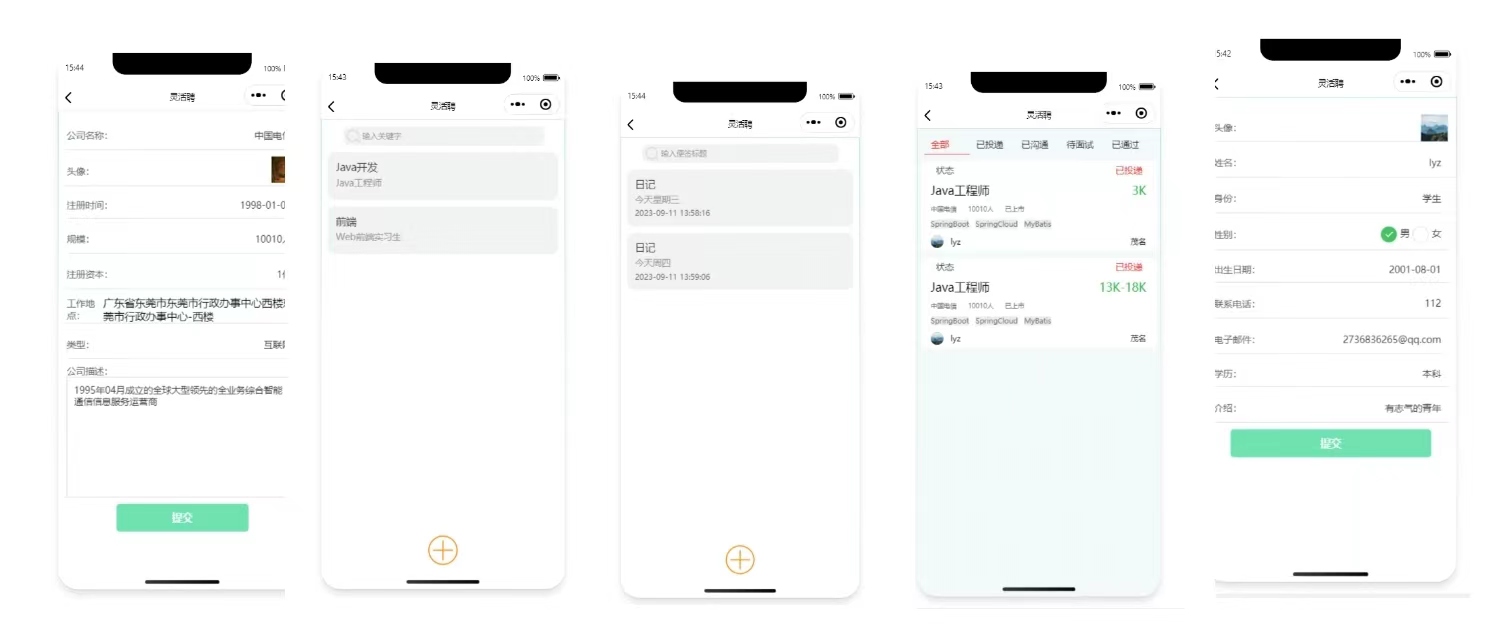 15:44
100%
灵活聘
公司名称:
中国电
头像:
注册时间:
1998-01-0
规模:
10010
注册资本:
1
工作地点:
广东省东莞市东莞市行政办事中心西楼
莞市行政办事中心-西楼
类型:
互联
公司描述:
1995年04月成立的全球大型领先的全业务综合智能
通信信息服务运营商
提交
15:43
100%
灵活聘
输入关键字
Java开发
Java工程师
前端
Web前端实习生
15:44
100%
灵活聘
输入便签标题
日记
今天星期三
2023-09-11 13:58:16
日记
今天周四
2023-09-11 13:59:06
15:43
100%
灵活聘
全部 已投递 已沟通 待面试 已通过
状态 已投递
Java工程师 3K
中国电信 10010人 已上市
SpringBoot SpringCloud MyBatis
lyz 茂名
状态 已投递
Java工程师 13K-18K
中国电信 10010人 已上市
SpringBoot SpringCloud MyBatis
lyz 茂名
5:42
100%
灵活聘
头像:
姓名: lyz
身份: 学生
性别: 男 女
出生日期: 2001-08-01
联系电话: 112
电子邮件: 2736836265@qq.com
学历: 本科
介绍: 有志气的青年
提交